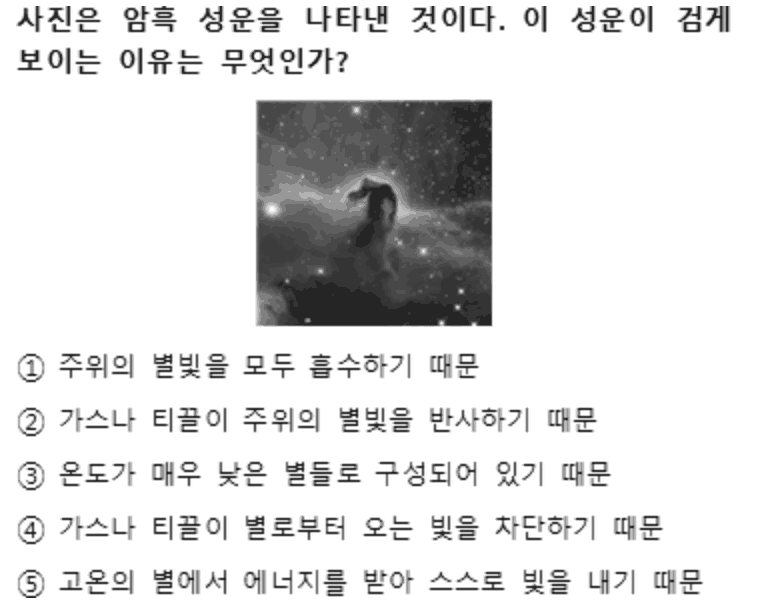 사진은 암흑 성운을 나타낸 것이다. 이 성운이 검게
보이는 이유는 무엇인가?
① 주위의 별빛을 모두 흡수하기 때문
② 가스나 티끌이 주위의 별빛을 반사하기 때문
③ 온도가 매우 낮은 별들로 구성되어 있기 때문
④ 가스나 티끌이 별로부터 오는 빛을 차단하기 때문
⑤ 고온의 별에서 에너지를 받아 스스로 빛을 내기 때문